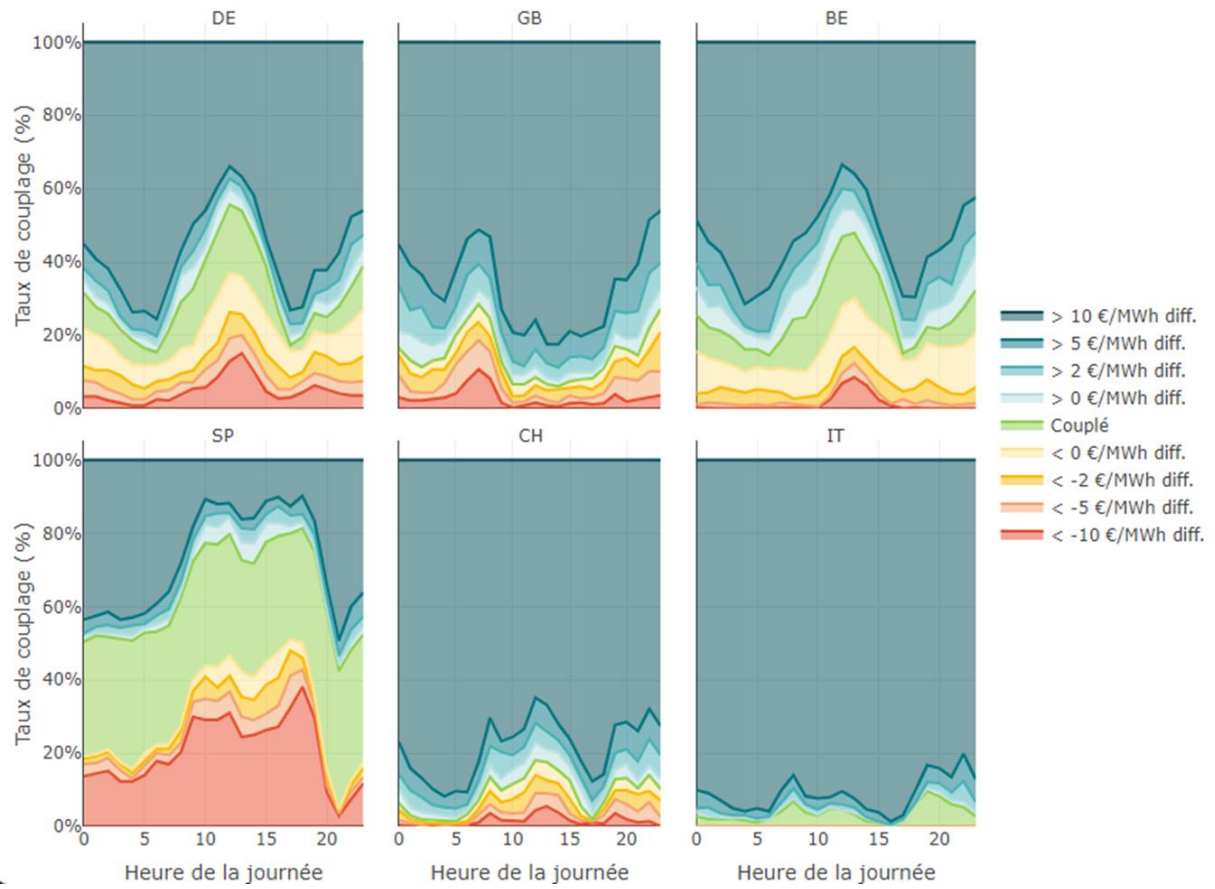 DE GB BE
100%
80%
60%
40%
20%
0%
Taux de couplage (%)
SP CH IT
100%
80%
60%
40%
20%
0%
Taux de couplage (%)
0 5 10 15 20 0 5 10 15 20 0 5 10 15 20
Heure de la journée Heure de la journée Heure de la journée
> 10 €/MWh diff.
> 5 €/MWh diff.
> 2 €/MWh diff.
> 0 €/MWh diff.
Couplé
< 0 €/MWh diff.
< -2 €/MWh diff.
< -5 €/MWh diff.
< -10 €/MWh diff.